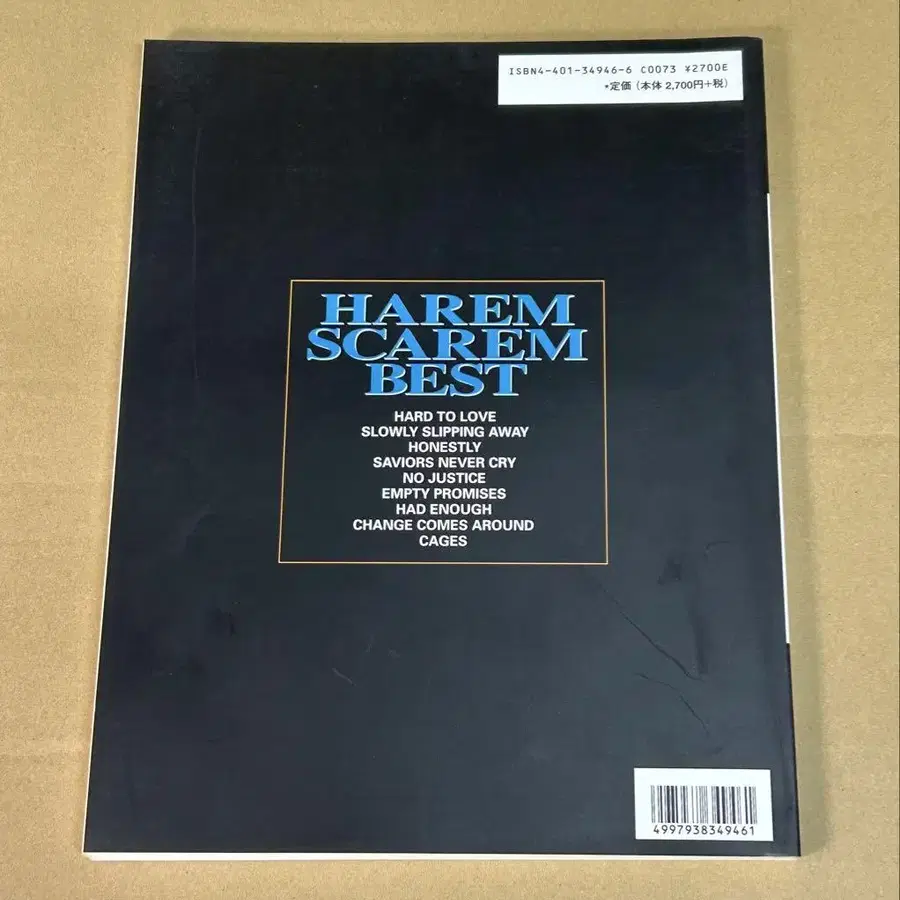 ISBN4-401-34946-6 C0073 ¥2700E
*定価 (本体 2,700円+税)
HAREM
SCAREM
BEST
HARD TO LOVE
SLOWLY SLIPPING AWAY
HONESTLY
SAVIORS NEVER CRY
NO JUSTICE
EMPTY PROMISES
HAD ENOUGH
CHANGE COMES AROUND
CAGES
4997938349461